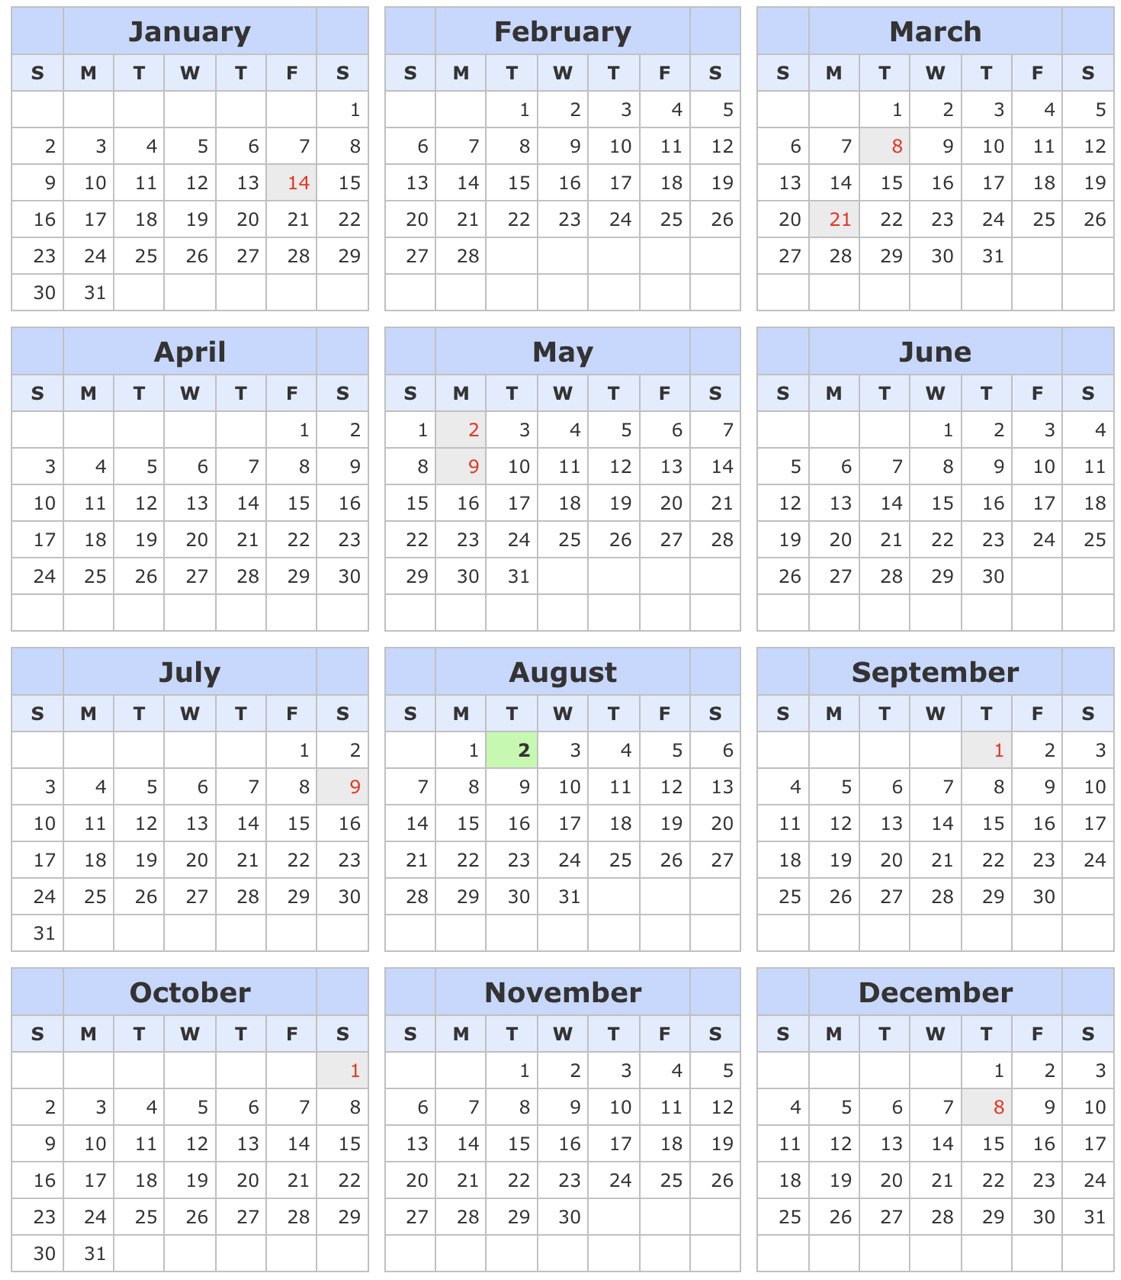 January February March
S M T W T F S S M T W T F S S M T W T F S
1 1 2 3 4 5 1 2 3 4 5
2 3 4 5 6 7 8 6 7 8 9 10 11 12 6 7 8 9 10 11 12
9 10 11 12 13 14 15 13 14 15 16 17 18 19 13 14 15 16 17 18 19
16 17 18 19 20 21 22 20 21 22 23 24 25 26 20 21 22 23 24 25 26
23 24 25 26 27 28 29 27 28 27 28 29 30 31
30 31
April May June
S M T W T F S S M T W T F S S M T W T F S
1 2 1 2 3 4 5 6 7 1 2 3 4
3 4 5 6 7 8 9 8 9 10 11 12 13 14 5 6 7 8 9 10 11
10 11 12 13 14 15 16 15 16 17 18 19 20 21 12 13 14 15 16 17 18
17 18 19 20 21 22 23 22 23 24 25 26 27 28 19 20 21 22 23 24 25
24 25 26 27 28 29 30 29 30 31 26 27 28 29 30
July August September
S M T W T F S S M T W T F S S M T W T F S
1 2 1 2 3 4 5 6 1 2 3
3 4 5 6 7 8 9 7 8 9 10 11 12 13 4 5 6 7 8 9 10
10 11 12 13 14 15 16 14 15 16 17 18 19 20 11 12 13 14 15 16 17
17 18 19 20 21 22 23 21 22 23 24 25 26 27 18 19 20 21 22 23 24
24 25 26 27 28 29 30 28 29 30 31 25 26 27 28 29 30
31
October November December
S M T W T F S S M T W T F S S M T W T F S
1 1 2 3 4 5 1 2 3
2 3 4 5 6 7 8 6 7 8 9 10 11 12 4 5 6 7 8 9 10
9 10 11 12 13 14 15 13 14 15 16 17 18 19 11 12 13 14 15 16 17
16 17 18 19 20 21 22 20 21 22 23 24 25 26 18 19 20 21 22 23 24
23 24 25 26 27 28 29 27 28 29 30 25 26 27 28 29 30 31
30 31